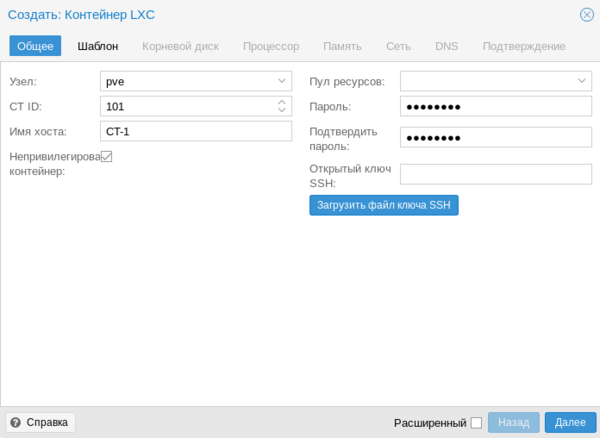 Создать: Контейнер LXC
Общее Шаблон Корневой диск Процессор Память Сеть DNS Подтверждение
Узел: pve
CT ID: 101
Имя хоста: CT-1
Непривилегирова
контейнер:
Пул ресурсов:
Пароль: ●●●●●●●●
Подтвердить
пароль: ●●●●●●●●
Открытый ключ
SSH:
Загрузить файл ключа SSH
Справка Расширенный Назад Далее